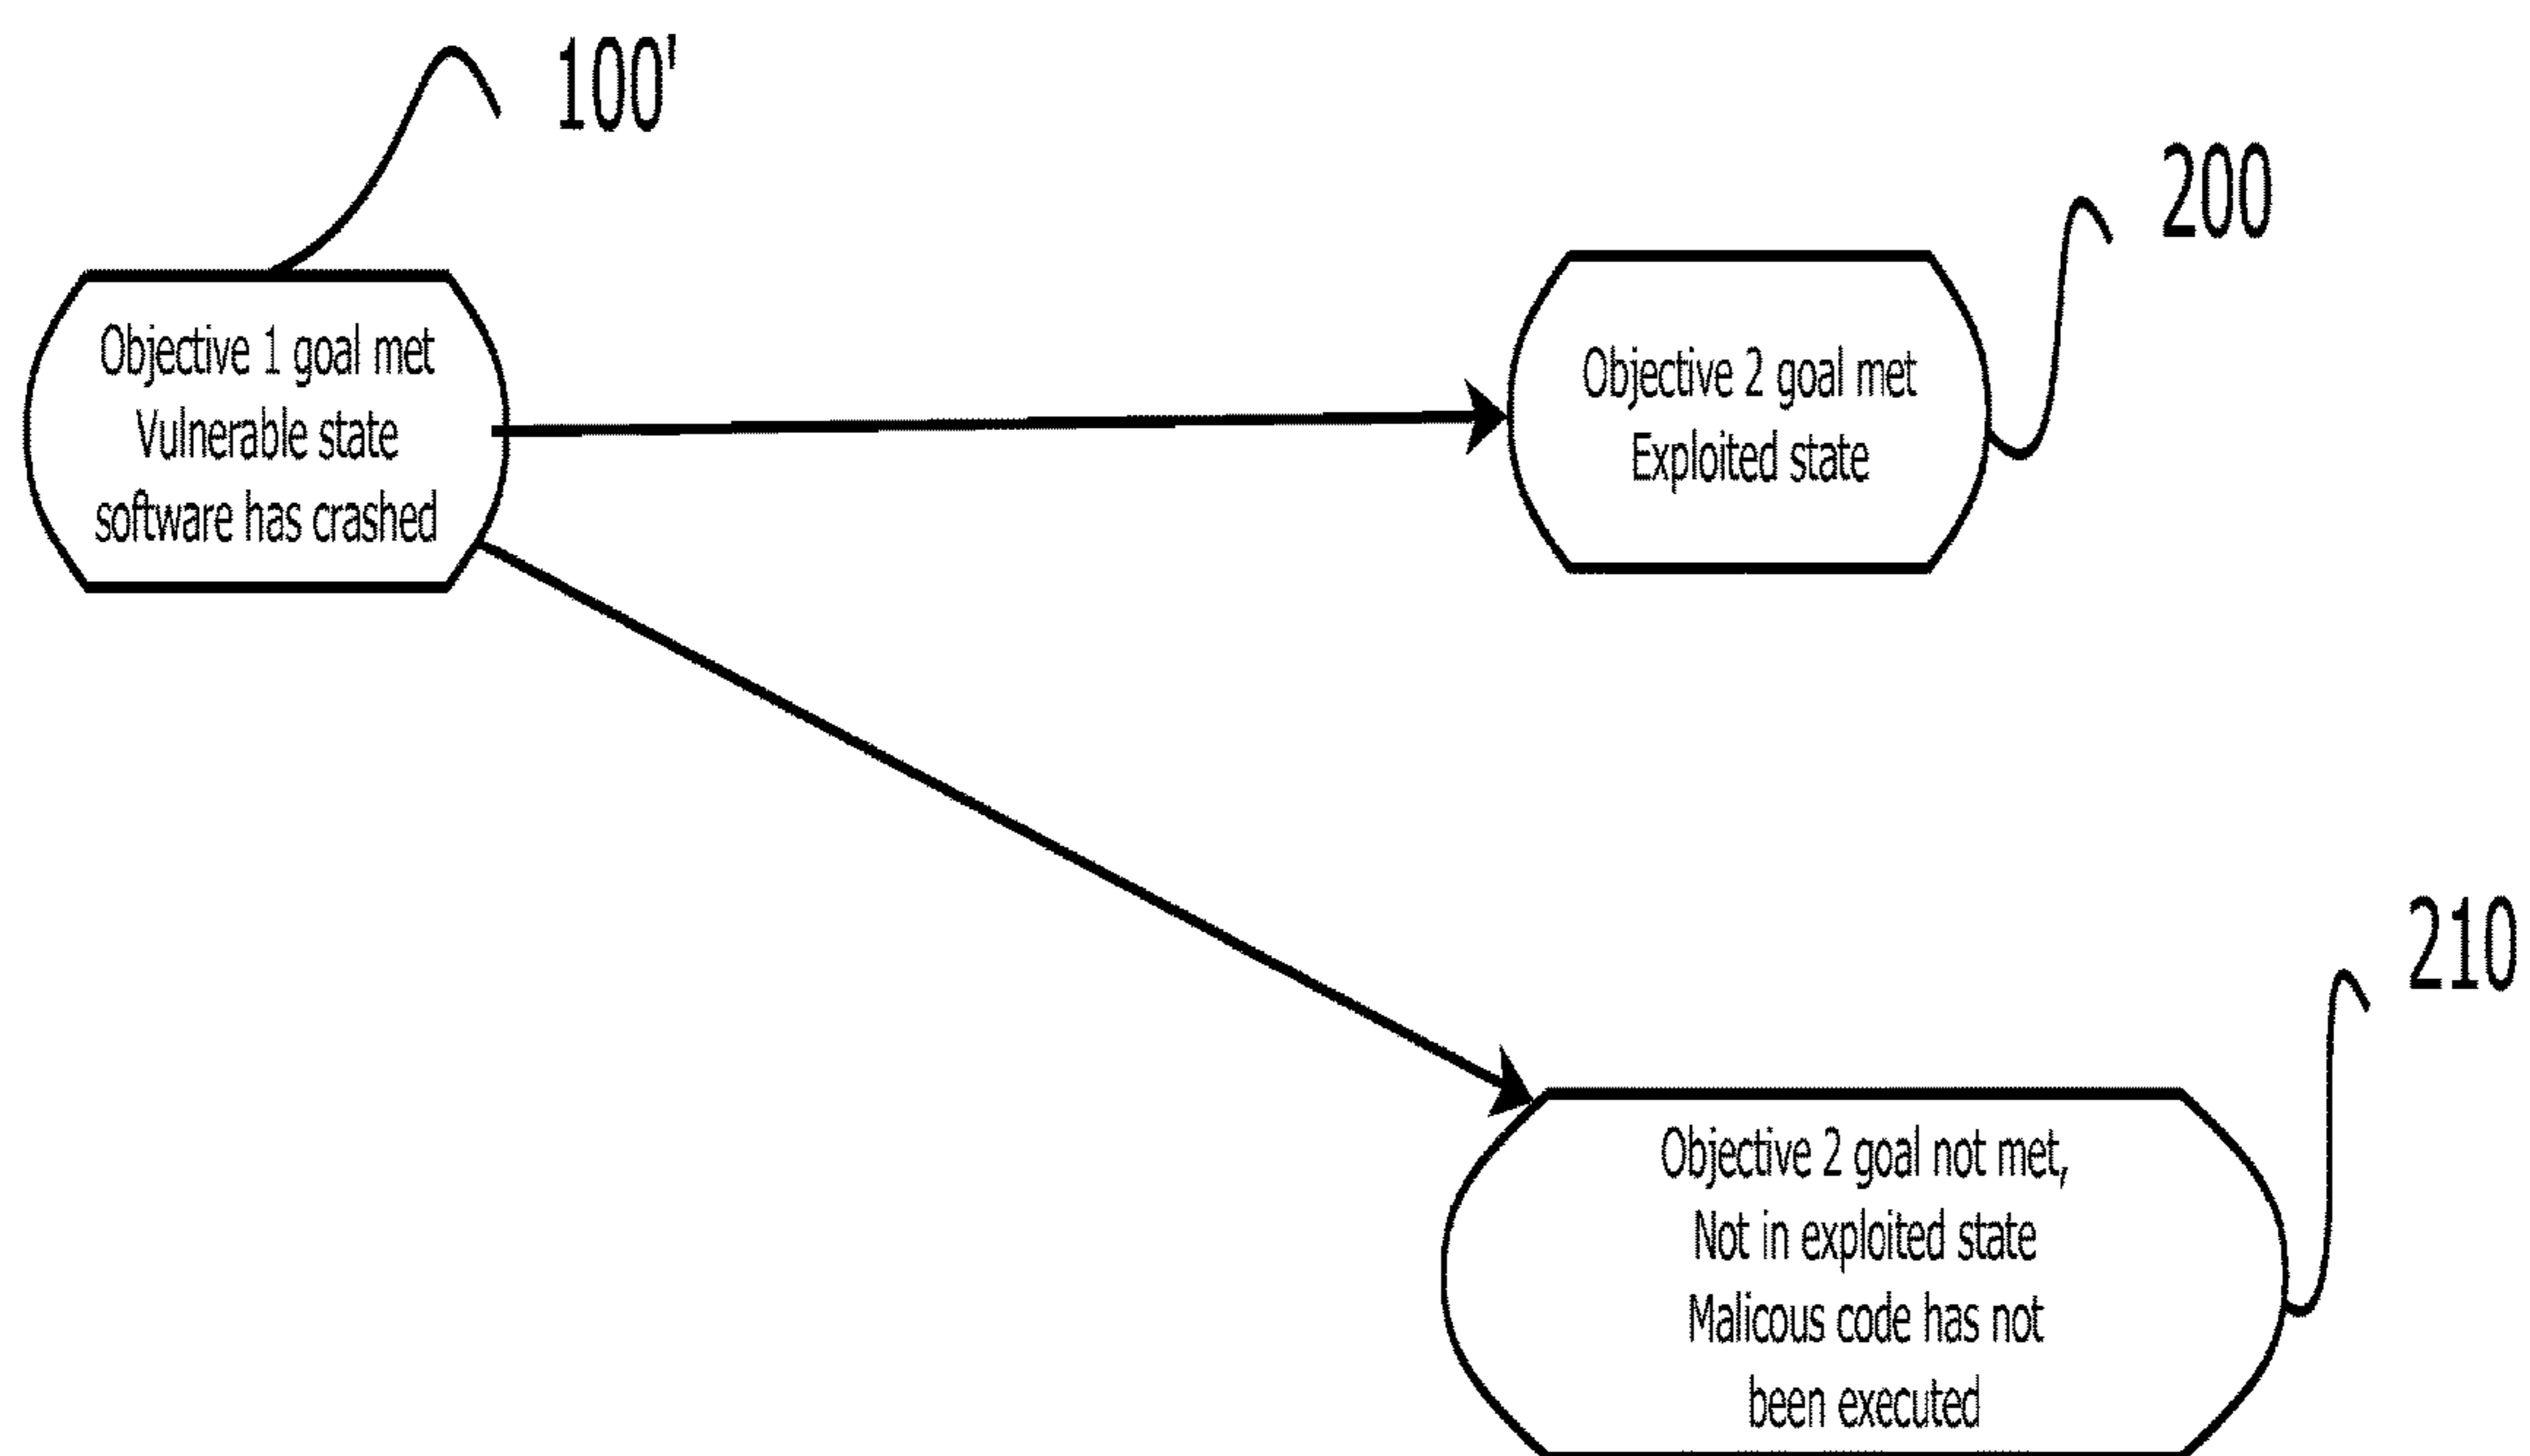 100'
200
Objective 1 goal met
Vulnerable state
software has crashed
Objective 2 goal met
Exploited state
210
Objective 2 goal not met,
Not in exploited state
Malicous code has not
been executed